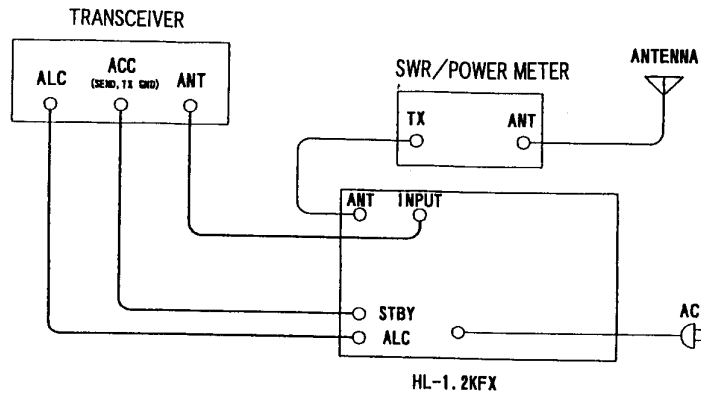 TRANSCEIVER
ALC
ACC
(SEND, TX GND)
ANT
SWR/POWER METER
TX
ANT
ANTENNA
ANT
INPUT
STBY
ALC
AC
HL-1.2KFX